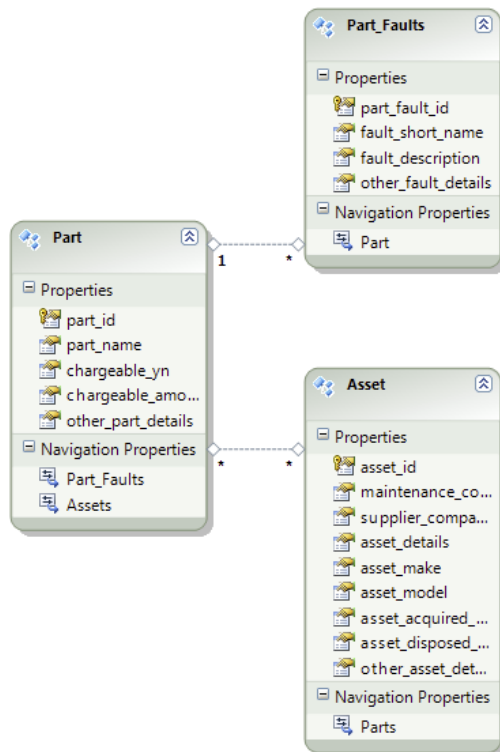 Part_Faults
Properties
part_fault_id
fault_short_name
fault_description
other_fault_details
Navigation Properties
Part
Part
Properties
part_id
part_name
chargeable_yn
chargeable_amo...
other_part_details
Navigation Properties
Part_Faults
Assets
1
*
*
*
Asset
Properties
asset_id
maintenance_co...
supplier_compa...
asset_details
asset_make
asset_model
asset_acquired_...
asset_disposed_...
other_asset_det...
Navigation Properties
Parts